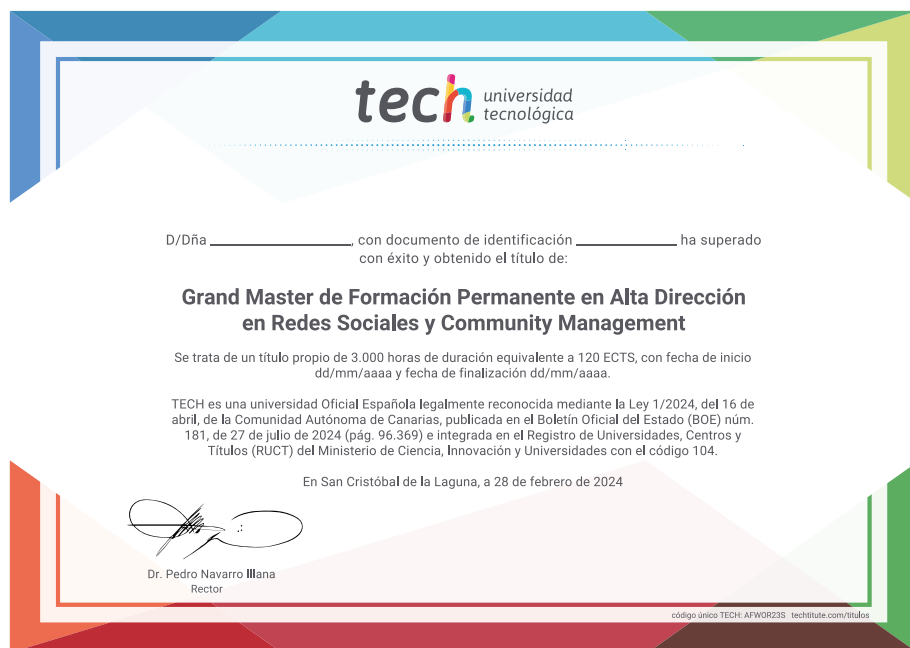 tech universidad
tecnológica
D/Dña ______________, con documento de identificación __________ ha superado
con éxito y obtenido el título de:
Grand Master de Formación Permanente en Alta Dirección
en Redes Sociales y Community Management
Se trata de un título propio de 3.000 horas de duración equivalente a 120 ECTS, con fecha de inicio
dd/mm/aaaa y fecha de finalización dd/mm/aaaa.
TECH es una universidad Oficial Española legalmente reconocida mediante la Ley 1/2024, del 16 de
abril, de la Comunidad Autónoma de Canarias, publicada en el Boletín Oficial del Estado (BOE) núm.
181, de 27 de julio de 2024 (pág. 96.369) e integrada en el Registro de Universidades, Centros y
Títulos (RUCT) del Ministerio de Ciencia, Innovación y Universidades con el código 104.
En San Cristóbal de la Laguna, a 28 de febrero de 2024
Dr. Pedro Navarro Illana
Rector
código único TECH: AFWOR23S techtitute.com/titulos